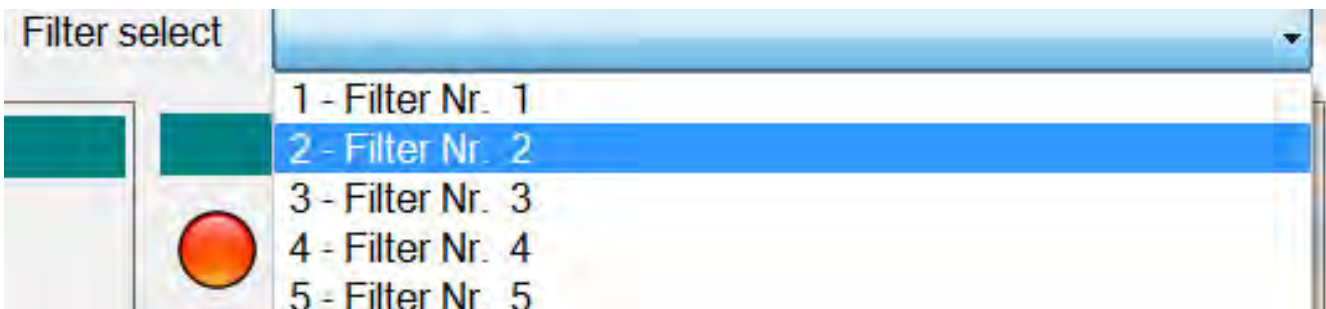 Filter select
1 - Filter Nr. 1
2 - Filter Nr. 2
3 - Filter Nr. 3
4 - Filter Nr. 4
5 - Filter Nr. 5